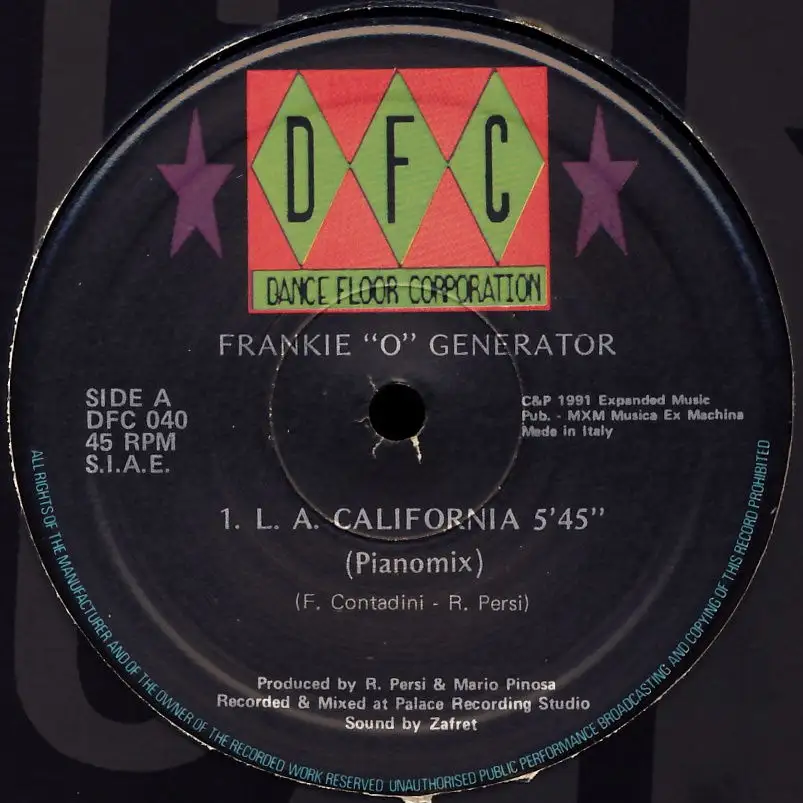 D F C
DANCE FLOOR CORPORATION
FRANKIE "O" GENERATOR
SIDE A
DFC 040
45 RPM
S.I.A.E.
C&P 1991 Expanded Music
Pub. - MXM Musica Ex Machina
Made in Italy
1. L. A. CALIFORNIA 5'45"
(Pianomix)
(F. Contadini - R. Persi)
Produced by R. Persi & Mario Pinosa
Recorded & Mixed at Palace Recording Studio
Sound by Zafret
ALL RIGHTS OF THE MANUFACTURER AND OF THE OWNER OF THE RECORDED WORK RESERVED UNAUTHORISED PUBLIC PERFORMANCE BROADCASTING AND COPYING OF THIS RECORD PROHIBITED